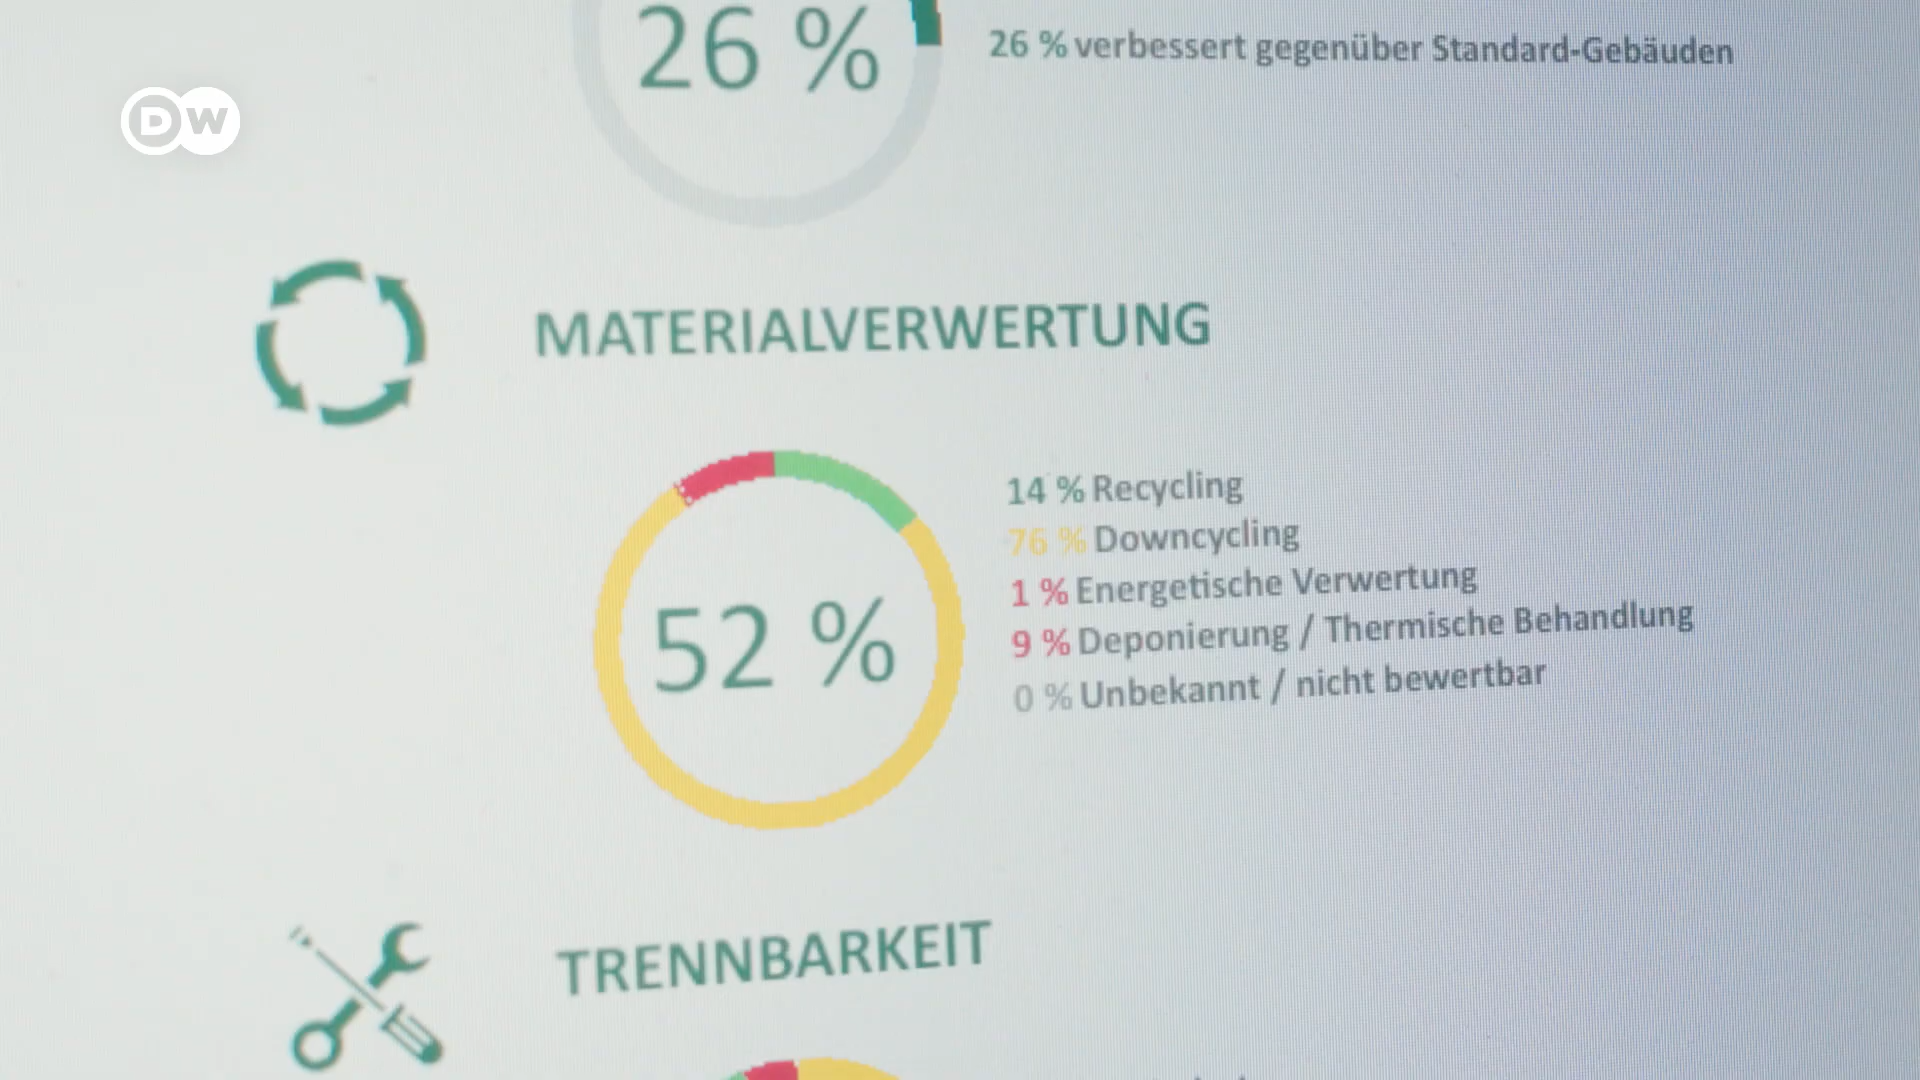 26 %
26 % verbessert gegenüber Standard-Gebäuden
DW
MATERIALVERWERTUNG
14 % Recycling
76 % Downcycling
1 % Energetische Verwertung
9 % Deponierung / Thermische Behandlung
0 % Unbekannt / nicht bewertbar
52 %
TRENNBARKEIT